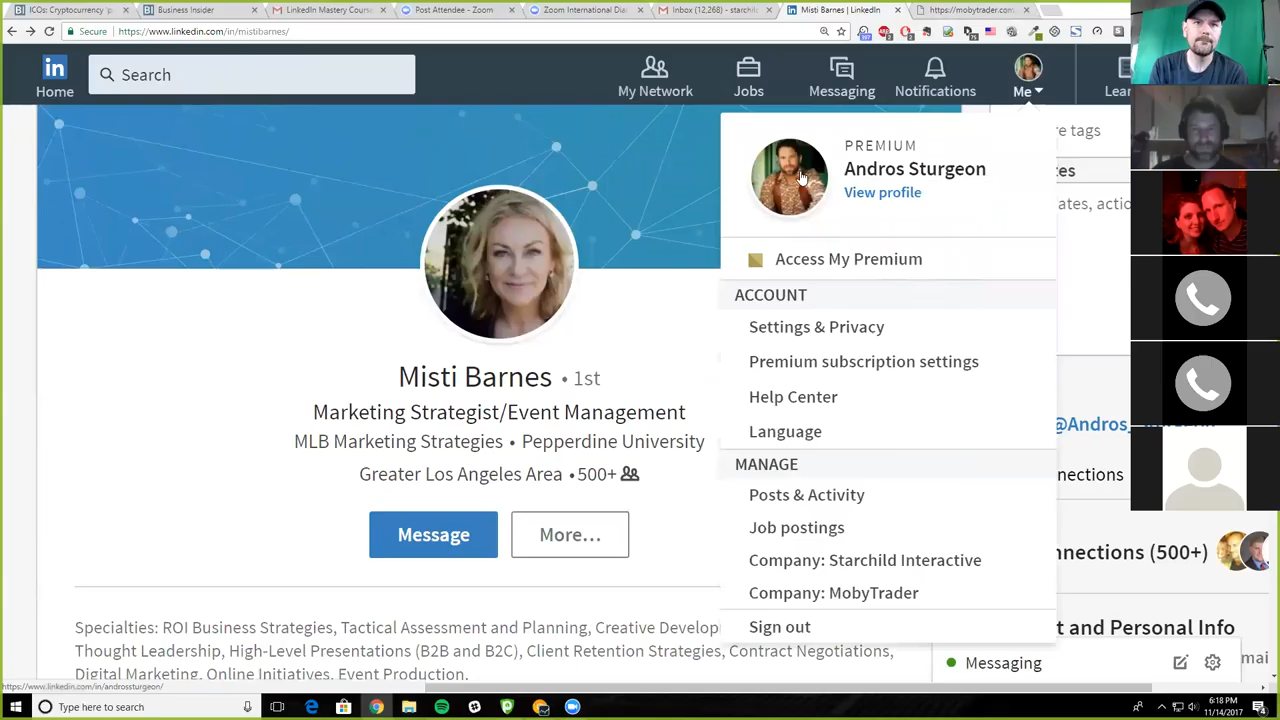 ICOs: Cryptocurrency 'p
Business Insider
LinkedIn Mastery Course
Post Attendee - Zoom
Zoom International Dia
Inbox (12,268) - starchil
Misti Barnes | LinkedIn
https://mobytrader.com
Secure
https://www.linkedin.com/in/mistibarnes/
in
Home
Search
My Network
Jobs
Messaging
Notifications
Me
Lear
PREMIUM
Andros Sturgeon
View profile
re tags
tes
ates, actio
Access My Premium
ACCOUNT
Settings & Privacy
Premium subscription settings
Help Center
Language
MANAGE
Posts & Activity
Job postings
Company: Starchild Interactive
Company: MobyTrader
Sign out
Misti Barnes • 1st
Marketing Strategist/Event Management
MLB Marketing Strategies • Pepperdine University
Greater Los Angeles Area • 500+
Message
More...
@Andros_
nections
nnections (500+)
t and Personal Info
mai
Specialties: ROI Business Strategies, Tactical Assessment and Planning, Creative Develop
Thought Leadership, High-Level Presentations (B2B and B2C), Client Retention Strategies, Contract Negotiations,
Digital Marketing, Online Initiatives, Event Production.
Messaging
https://www.linkedin.com/in/androssturgeon/
Type here to search
6:18 PM
11/14/2017